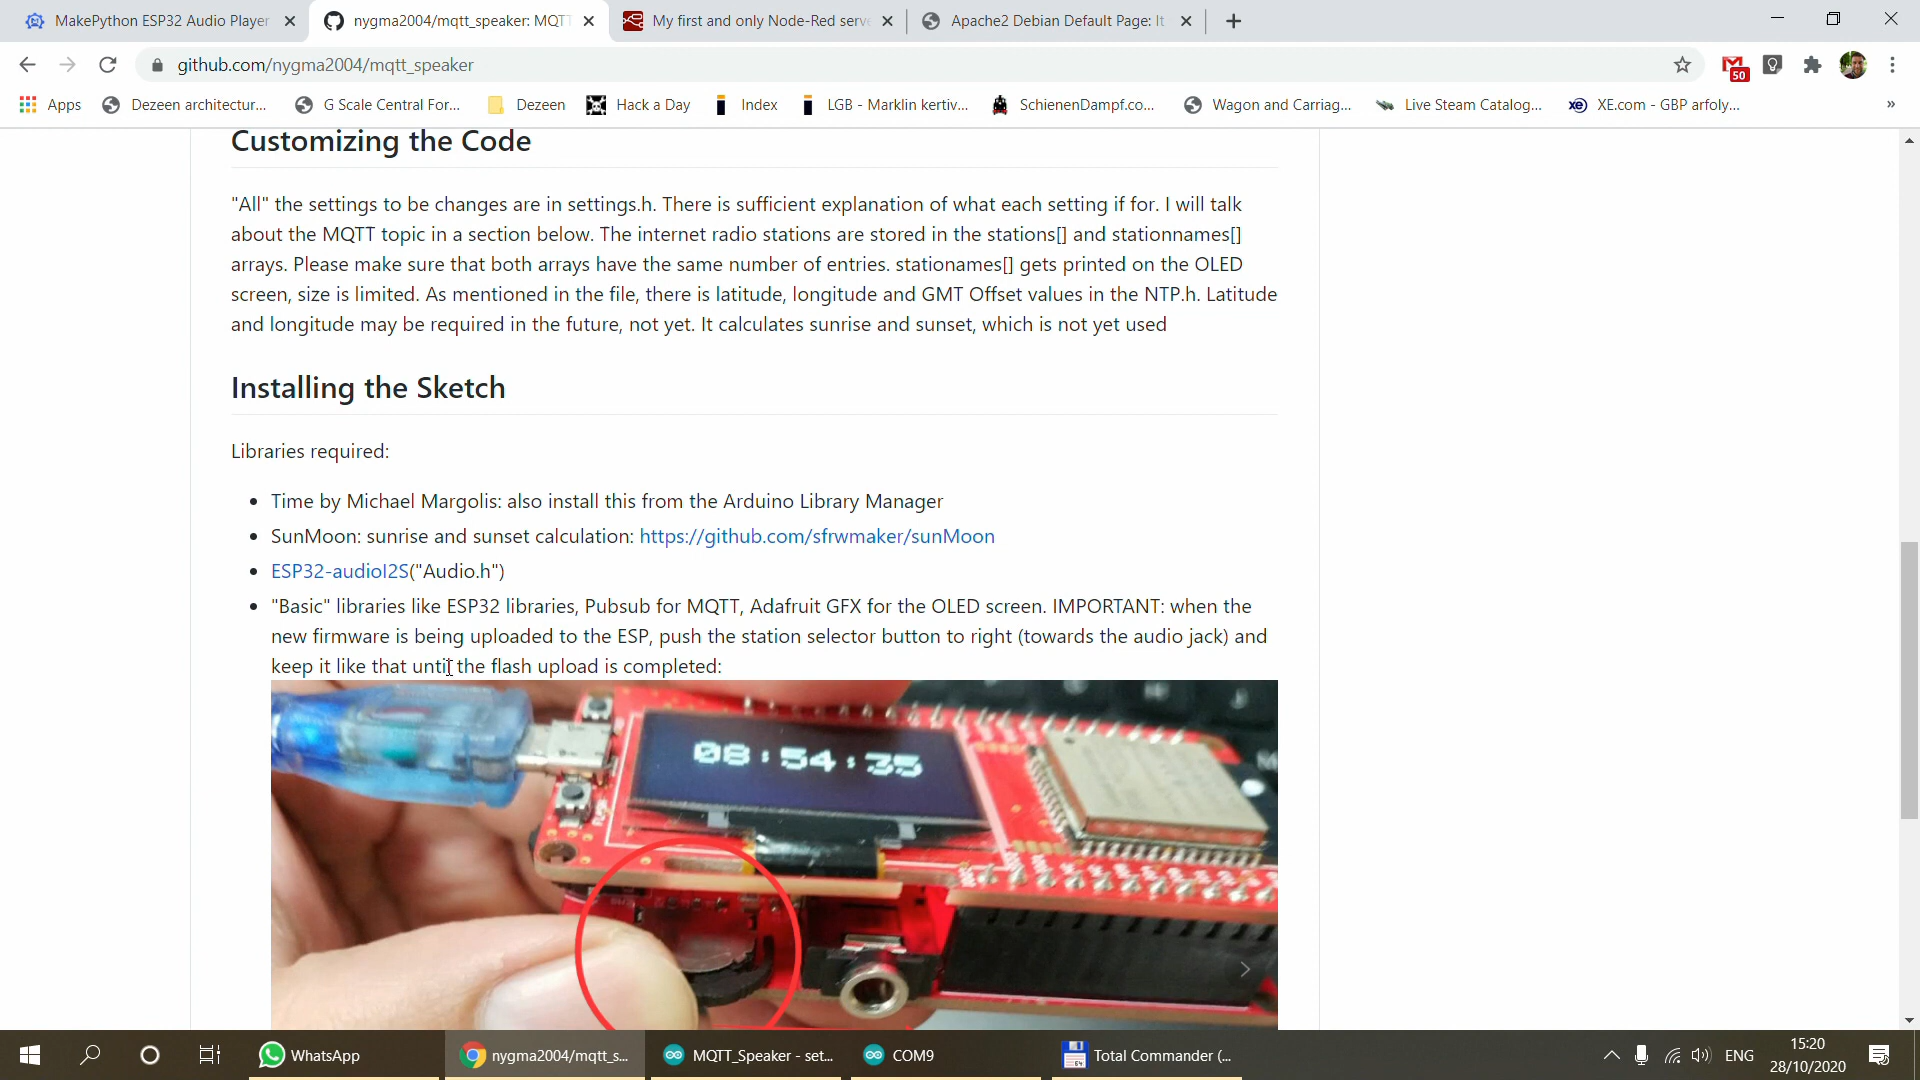 MakePython ESP32 Audio Player
nygma2004/mqtt_speaker: MQT
My first and only Node-Red serv
Apache2 Debian Default Page: It
github.com/nygma2004/mqtt_speaker
50
Apps
Dezeen architectur...
G Scale Central For...
Dezeen
Hack a Day
Index
LGB - Marklin kertiv...
SchienenDampf.co...
Wagon and Carriag...
Live Steam Catalog...
XE.com - GBP arfoly...
»
Customizing the Code
"All" the settings to be changes are in settings.h. There is sufficient explanation of what each setting if for. I will talk
about the MQTT topic in a section below. The internet radio stations are stored in the stations[] and stationnames[]
arrays. Please make sure that both arrays have the same number of entries. stationames[] gets printed on the OLED
screen, size is limited. As mentioned in the file, there is latitude, longitude and GMT Offset values in the NTP.h. Latitude
and longitude may be required in the future, not yet. It calculates sunrise and sunset, which is not yet used
Installing the Sketch
Libraries required:
• Time by Michael Margolis: also install this from the Arduino Library Manager
• SunMoon: sunrise and sunset calculation: https://github.com/sfrwmaker/sunMoon
• ESP32-audioI2S("Audio.h")
• "Basic" libraries like ESP32 libraries, Pubsub for MQTT, Adafruit GFX for the OLED screen. IMPORTANT: when the
new firmware is being uploaded to the ESP, push the station selector button to right (towards the audio jack) and
keep it like that until the flash upload is completed:
08:54:35
WhatsApp
nygma2004/mqtt_s...
MQTT_Speaker - set...
COM9
Total Commander (...
ENG
15:20
28/10/2020